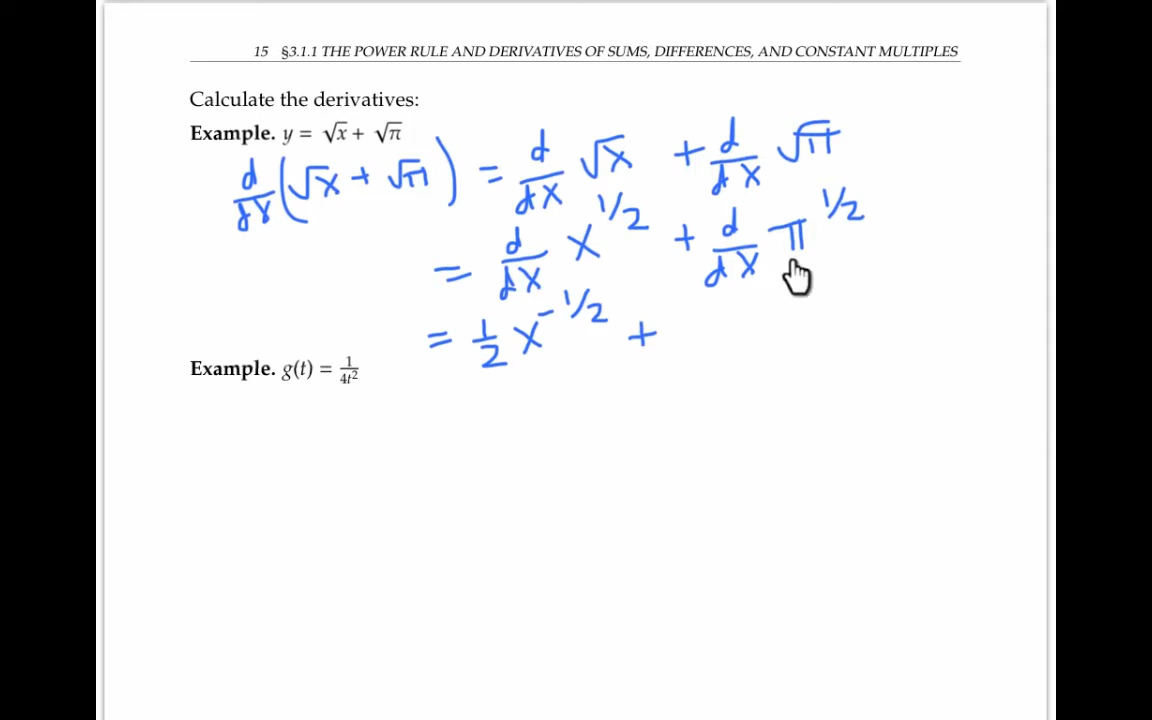 15 §3.1.1 THE POWER RULE AND DERIVATIVES OF SUMS, DIFFERENCES, AND CONSTANT MULTIPLES
Calculate the derivatives:
Example. y = √x + √π
d/dx (√x + √π) = d/dx √x + d/dx √π
= d/dx x^1/2 + d/dx π^1/2
= 1/2 x^-1/2 +
Example. g(t) = 1/4t²